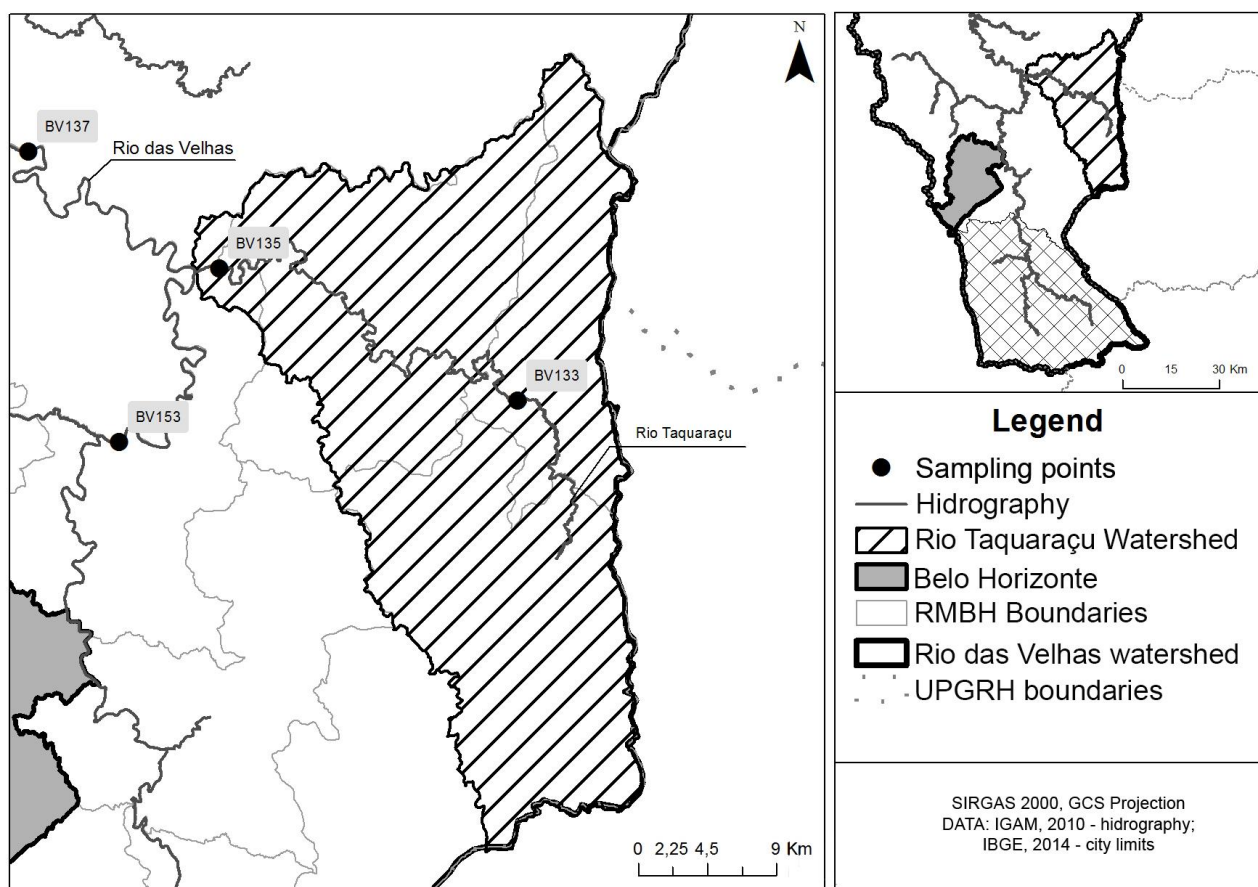 N
BV137
Rio das Velhas
BV135
BV133
BV153
Rio Taquaraçu
0 2,25 4,5 9 Km
0 15 30 Km
Legend
Sampling points
Hidrography
Rio Taquaraçu Watershed
Belo Horizonte
RMBH Boundaries
Rio das Velhas watershed
UPGRH boundaries
SIRGAS 2000, GCS Projection
DATA: IGAM, 2010 - hidrography;
IBGE, 2014 - city limits